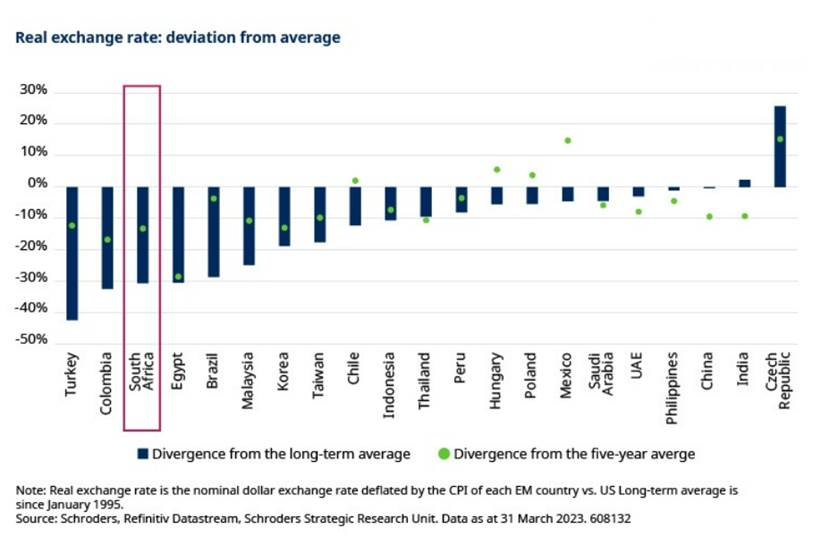 Real exchange rate: deviation from average
30%
20%
10%
0%
-10%
-20%
-30%
-40%
-50%
Turkey
Colombia
South
Africa
Egypt
Brazil
Malaysia
Korea
Taiwan
Chile
Indonesia
Thailand
Peru
Hungary
Poland
Mexico
Saudi
Arabia
UAE
Philippines
China
India
Czech
Republic
Divergence from the long-term average
Divergence from the five-year averge
Note: Real exchange rate is the nominal dollar exchange rate deflated by the CPI of each EM country vs. US Long-term average is
since January 1995.
Source: Schroders, Refinitiv Datastream, Schroders Strategic Research Unit. Data as at 31 March 2023. 608132